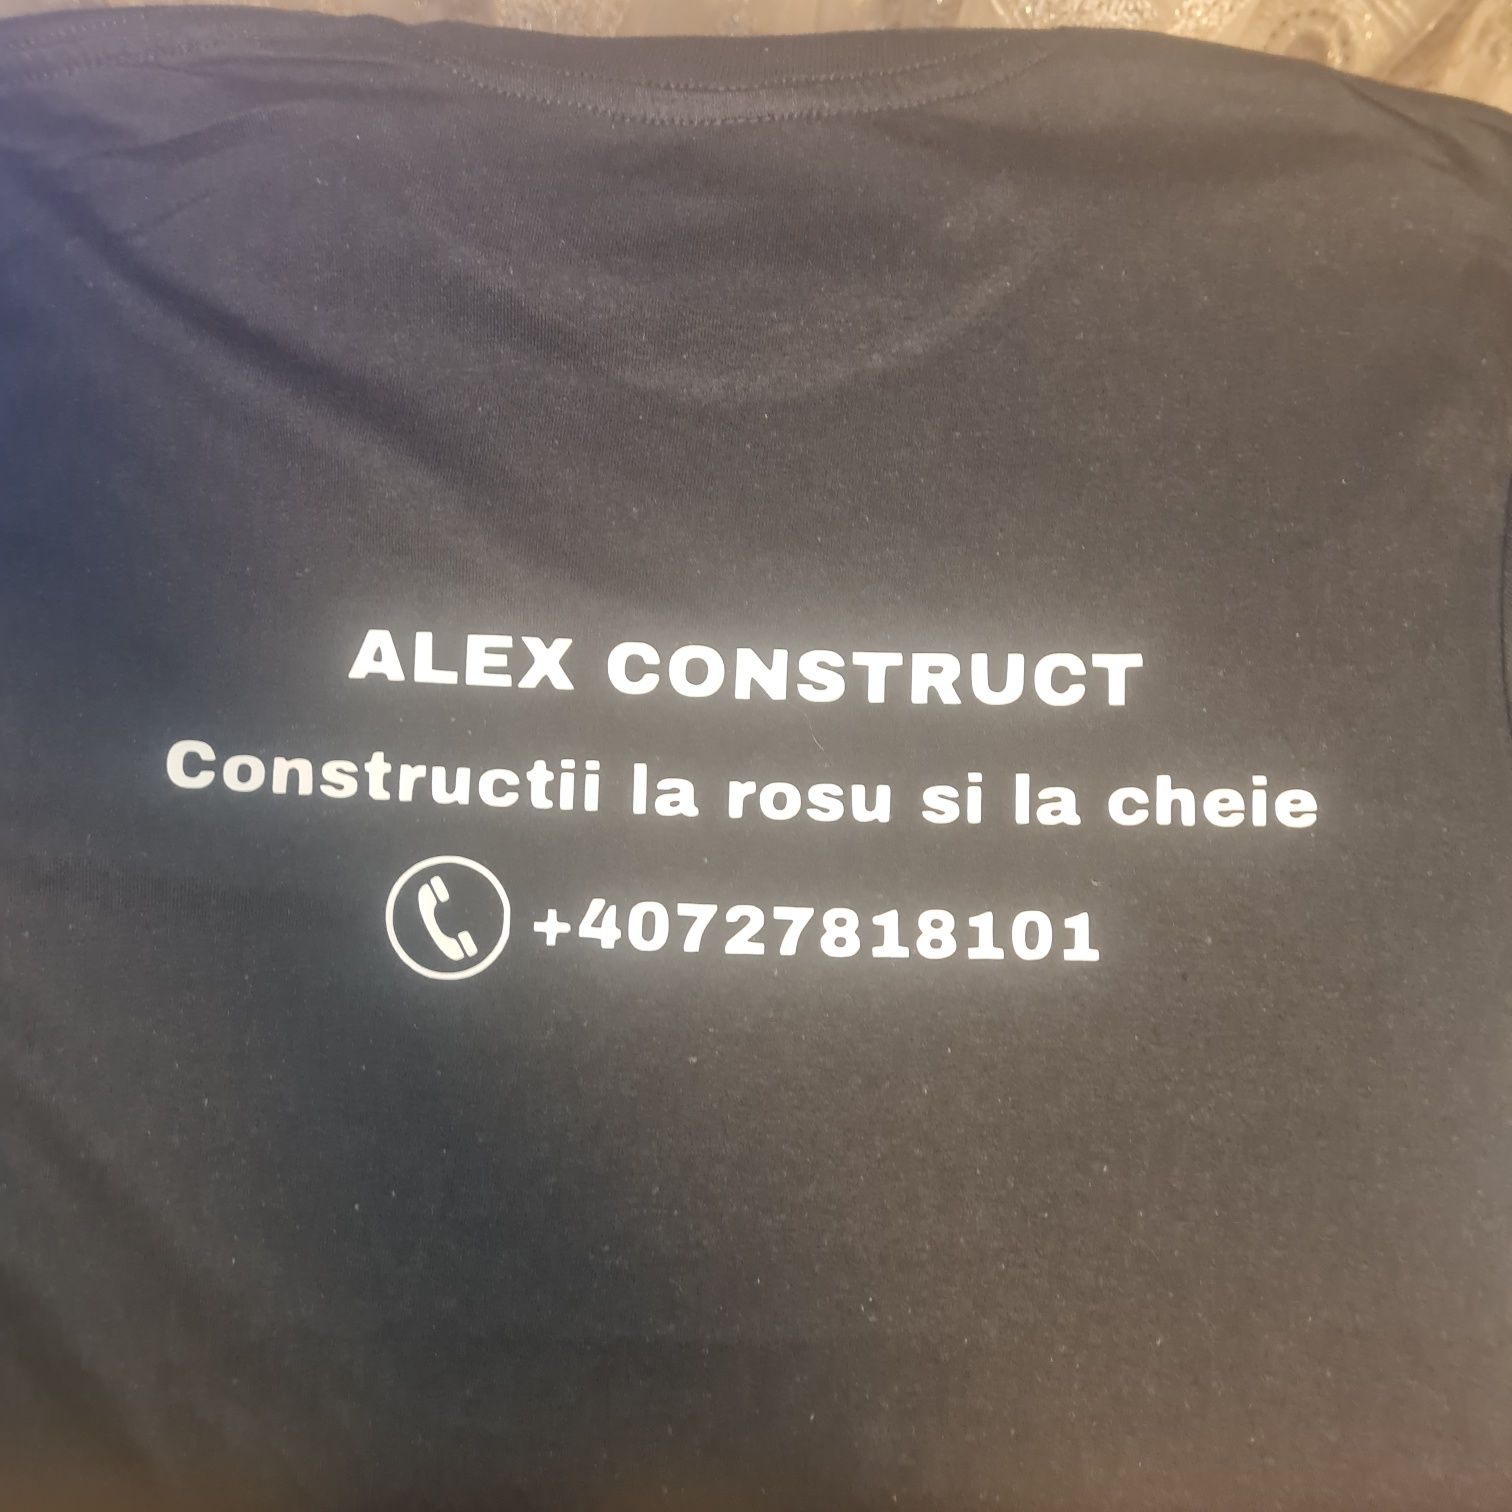 ALEX CONSTRUCT
Constructii la rosu si la cheie
+40727818101